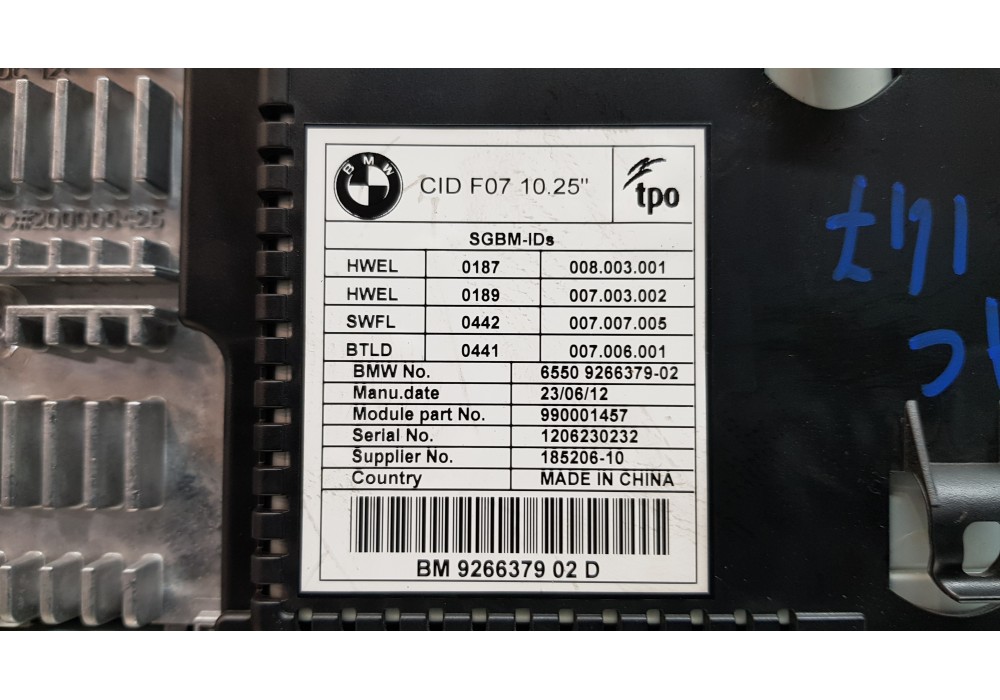 BMW
CID F07 10.25"
tpo
SGBM-IDs
HWEL 0187 008.003.001
HWEL 0189 007.003.002
SWFL 0442 007.007.005
BTLD 0441 007.006.001
BMW No. 6550 9266379-02
Manu.date 23/06/12
Module part No. 990001457
Serial No. 1206230232
Supplier No. 185206-10
Country MADE IN CHINA
BM 9266379 02 D